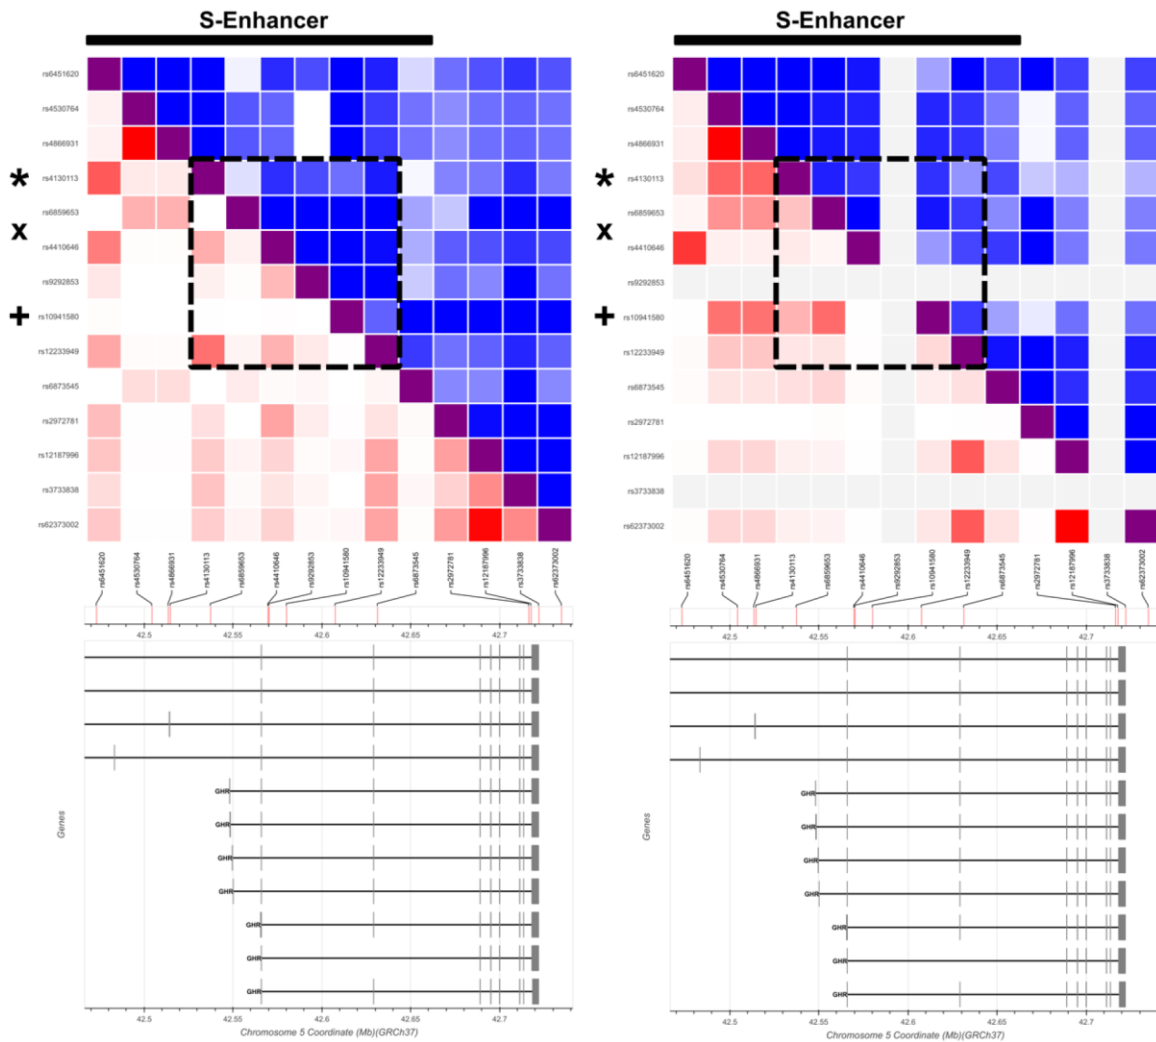 S-Enhancer
rs6451620
rs4530764
rs4866931
* rs4130113
x rs6859653
rs4410646
rs9292853
+ rs10941580
rs12233949
rs6873545
rs2972781
rs12187996
rs3733838
rs62373002
rs6451620 rs4530764 rs4866931 rs4130113 rs6859653 rs4410646 rs9292853 rs10941580 rs12233949 rs6873545 rs2972781 rs12187996 rs3733838 rs62373002
42.5 42.55 42.6 42.65 42.7
GHR
GHR
GHR
GHR
GHR
GHR
GHR
Genes
42.5 42.55 42.6 42.65 42.7
Chromosome 5 Coordinate (Mb)(GRCh37)
S-Enhancer
rs6451620
rs4530764
rs4866931
* rs4130113
x rs6859653
rs4410646
rs9292853
+ rs10941580
rs12233949
rs6873545
rs2972781
rs12187996
rs3733838
rs62373002
rs6451620 rs4530764 rs4866931 rs4130113 rs6859653 rs4410646 rs9292853 rs10941580 rs12233949 rs6873545 rs2972781 rs12187996 rs3733838 rs62373002
42.5 42.55 42.6 42.65 42.7
GHR
GHR
GHR
GHR
GHR
GHR
GHR
Genes
42.5 42.55 42.6 42.65 42.7
Chromosome 5 Coordinate (Mb)(GRCh37)